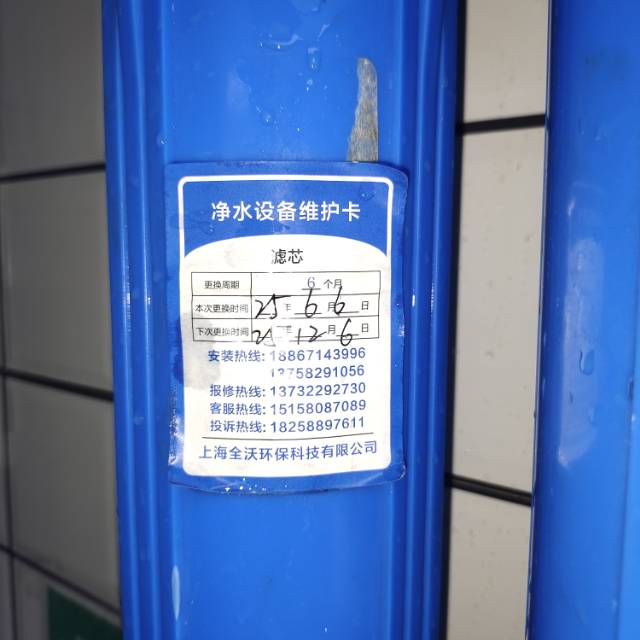 净水设备维护卡
滤芯
更换周期 6 个月
本次更换时间 25 年 6 月 6 日
下次更换时间 25 年 12 月 6 日
安装热线: 18867143996
13758291056
报修热线: 13732292730
客服热线: 15158087089
投诉热线: 18258897611
上海全沃环保科技有限公司